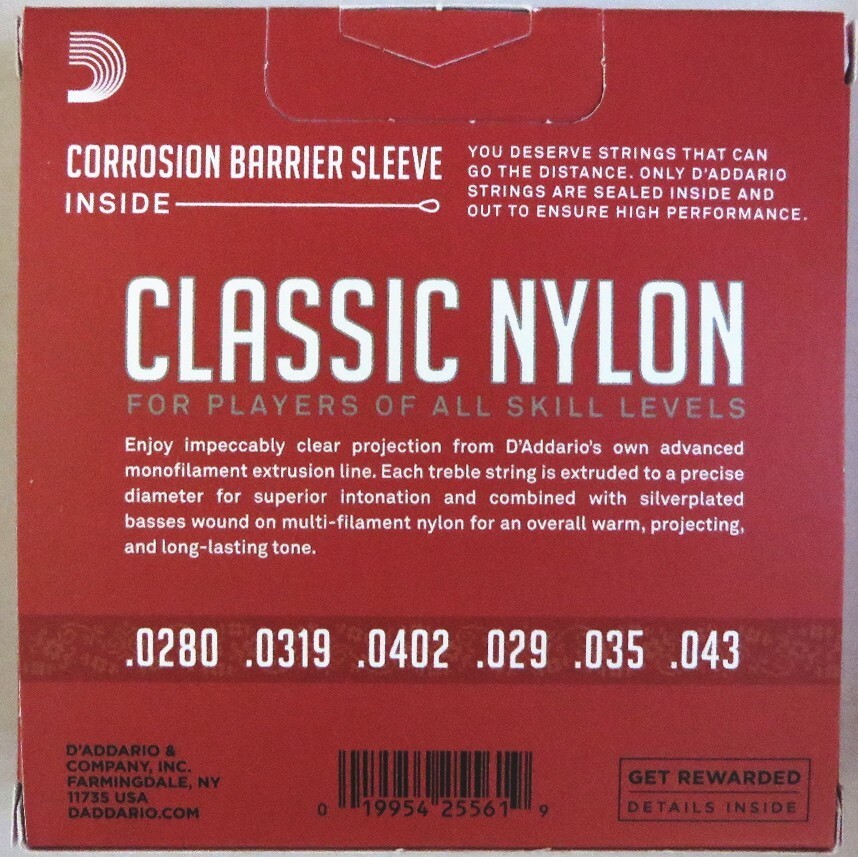 CORROSION BARRIER SLEEVE
INSIDE
YOU DESERVE STRINGS THAT CAN
GO THE DISTANCE. ONLY D'ADDARIO
STRINGS ARE SEALED INSIDE AND
OUT TO ENSURE HIGH PERFORMANCE.
CLASSIC NYLON
FOR PLAYERS OF ALL SKILL LEVELS
Enjoy impeccably clear projection from D'Addario's own advanced
monofilament extrusion line. Each treble string is extruded to a precise
diameter for superior intonation and combined with silverplated
basses wound on multi-filament nylon for an overall warm, projecting,
and long-lasting tone.
.0280 .0319 .0402 .029 .035 .043
D'ADDARIO &
COMPANY, INC.
FARMINGDALE, NY
11735 USA
DADDARIO.COM
0 19954 25561 9
GET REWARDED
DETAILS INSIDE